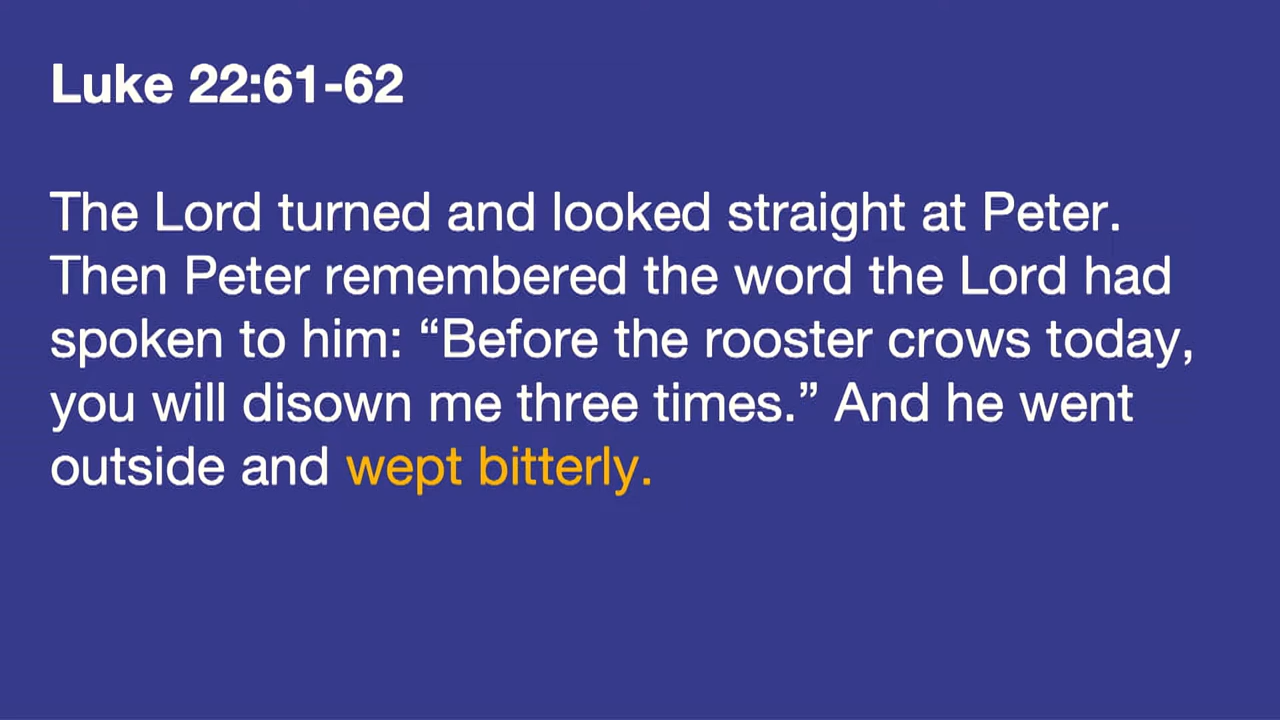 Luke 22:61-62
The Lord turned and looked straight at Peter.
Then Peter remembered the word the Lord had
spoken to him: “Before the rooster crows today,
you will disown me three times.” And he went
outside and wept bitterly.